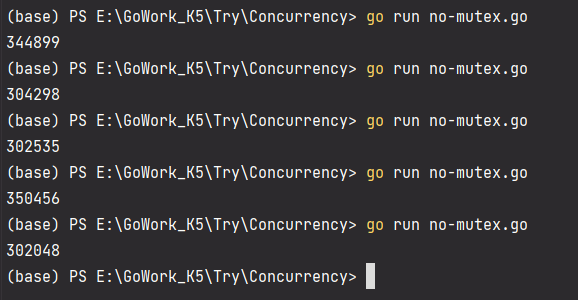 (base) PS E:\GoWork_K5\Try\Concurrency> go run no-mutex.go
344899
(base) PS E:\GoWork_K5\Try\Concurrency> go run no-mutex.go
304298
(base) PS E:\GoWork_K5\Try\Concurrency> go run no-mutex.go
302535
(base) PS E:\GoWork_K5\Try\Concurrency> go run no-mutex.go
350456
(base) PS E:\GoWork_K5\Try\Concurrency> go run no-mutex.go
302048
(base) PS E:\GoWork_K5\Try\Concurrency>